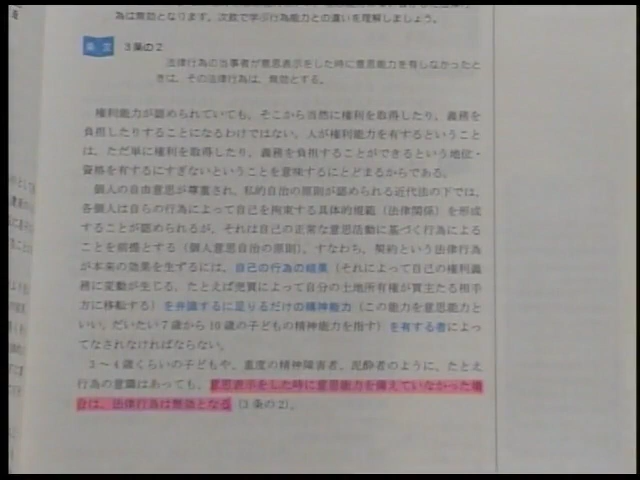 為は無効となります。次款で学ぶ行為能力との違いを理解しましょう。
条文 3条の2
法律行為の当事者が意思表示をした時に意思能力を有しなかったと
きは、その法律行為は、無効とする。
権利能力が認められていても、そこから当然に権利を取得したり、義務を
負担したりすることになるわけではない。人が権利能力を有するということ
は、ただ単に権利を取得したり、義務を負担することができるという地位・
資格を有するにすぎないということを意味するにとどまるからである。
個人の自由意思が尊重され、私的自治の原則が認められる近代法の下では、
各個人は自らの行為によって自己を拘束する具体的規範（法律関係）を形成
することが認められるが、それは自己の正常な意思活動に基づく行為による
ことを前提とする（個人意思自治の原則）。すなわち、契約という法律行為
が本来の効果を生ずるには、自己の行為の結果（それによって自己の権利義
務に変動が生じる、たとえば売買によって自分の土地所有権が買主たる相手
方に移転する）を弁識するに足りるだけの精神能力（この能力を意思能力と
いい、だいたい7歳から10歳の子どもの精神能力を指す）を有する者によっ
てなされなければならない。
3～4歳くらいの子どもや、重度の精神障害者、泥酔者のように、たとえ
行為の意識はあっても、意思表示をした時に意思能力を備えていなかった場
合は、法律行為は無効となる（3条の2）。